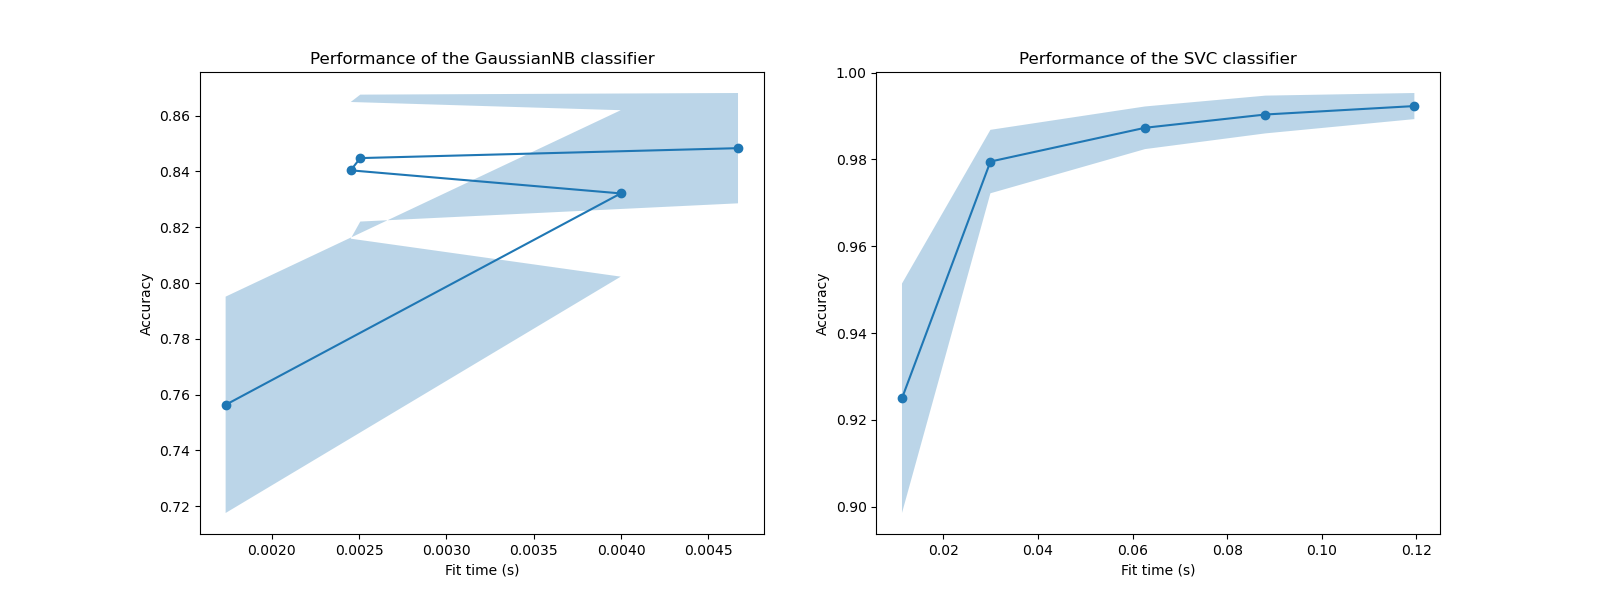 Performance of the GaussianNB classifier
Accuracy
0.86
0.84
0.82
0.80
0.78
0.76
0.74
0.72
0.0020 0.0025 0.0030 0.0035 0.0040 0.0045
Fit time (s)
Performance of the SVC classifier
Accuracy
1.00
0.98
0.96
0.94
0.92
0.90
0.02 0.04 0.06 0.08 0.10 0.12
Fit time (s)